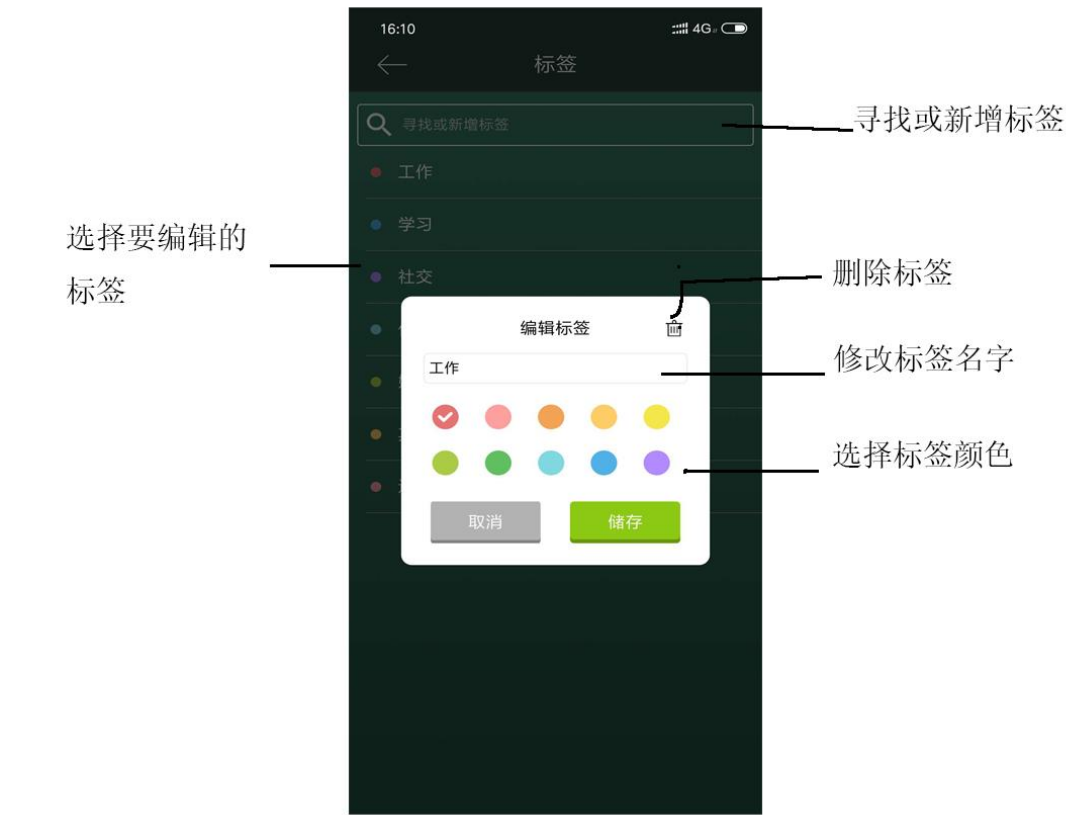 16:10
4G
标签
寻找或新增标签
寻找或新增标签
工作
学习
选择要编辑的
标签
社交
删除标签
编辑标签
修改标签名字
工作
选择标签颜色
取消
储存